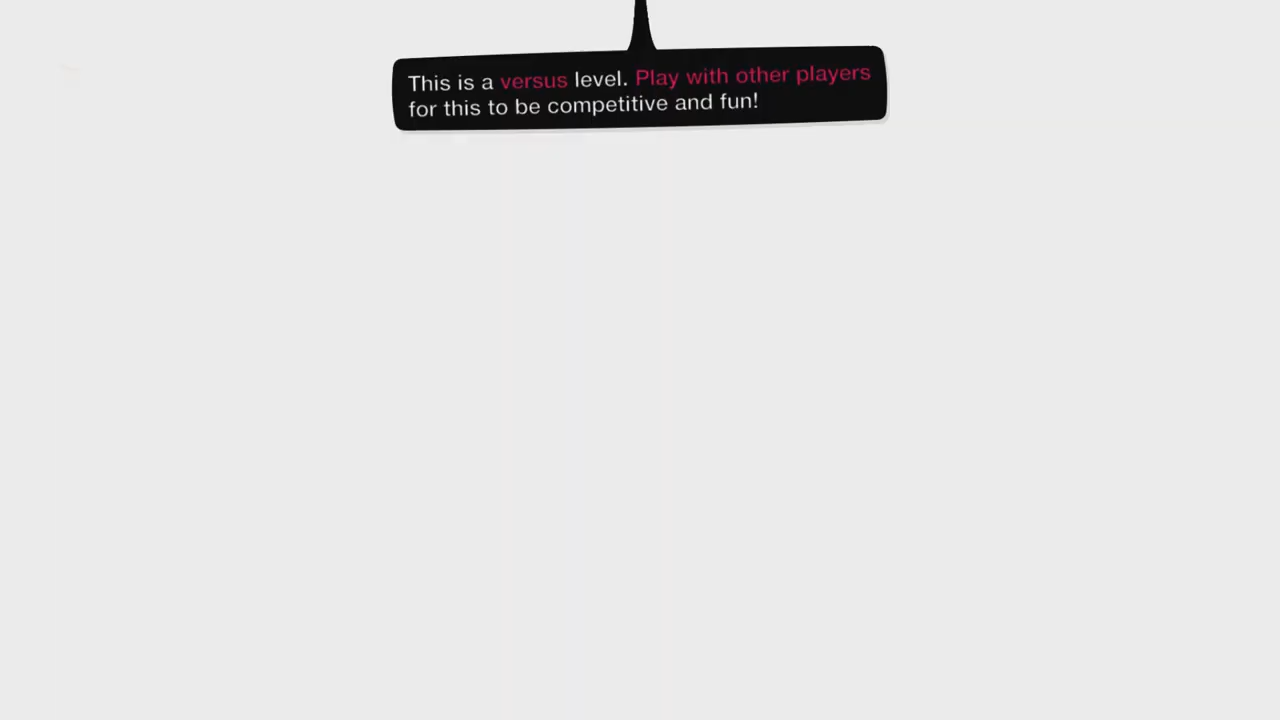 This is a versus level. Play with other players
for this to be competitive and fun!